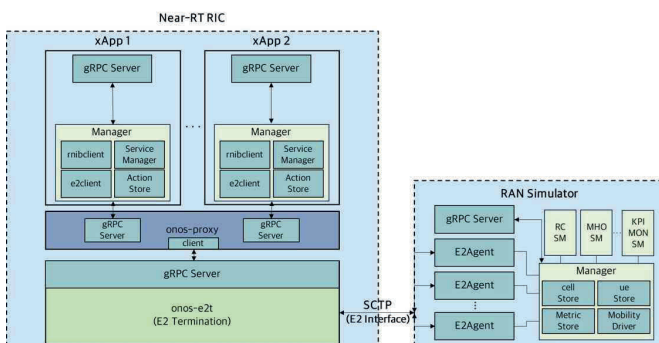 Near-RT RIC
xApp 1
xApp 2
gRPC Server
gRPC Server
Manager
...
Manager
rnibclient
Service
Manager
rnibclient
Service
Manager
e2client
Action
Store
e2client
Action
Store
gRPC
Server
onos-proxy
client
gRPC
Server
gRPC Server
onos-e2t
(E2 Termination)
SCTP
(E2 Interface)
RAN Simulator
gRPC Server
RC
SM
MHO
SM
...
KPI
MON
SM
E2Agent
E2Agent
...
E2Agent
Manager
cell
Store
ue
Store
Metric
Store
Mobility
Driver